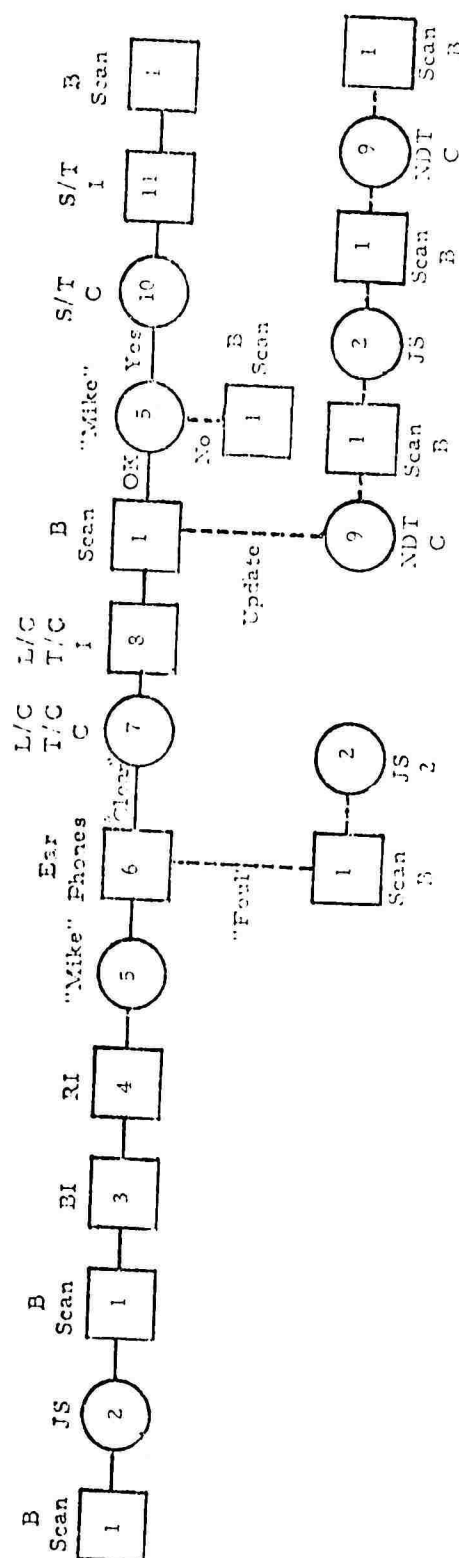 B
Scan
1
JS
2
B
Scan
1
BI
3
RI
4
"Mike"
5
Ear
Phones
6
"Clear"
L/C
T/C
C
7
L/C
T/C
I
8
B
Scan
1
OK
"Mike"
5
Yes
S/T
C
10
S/T
I
11
B
Scan
1
No
B
Scan
1
"Foul"
1
Scan
B
2
JS
2
Update
9
NDT
C
1
Scan
B
2
JS
1
Scan
B
9
NDT
C
1
Scan
B